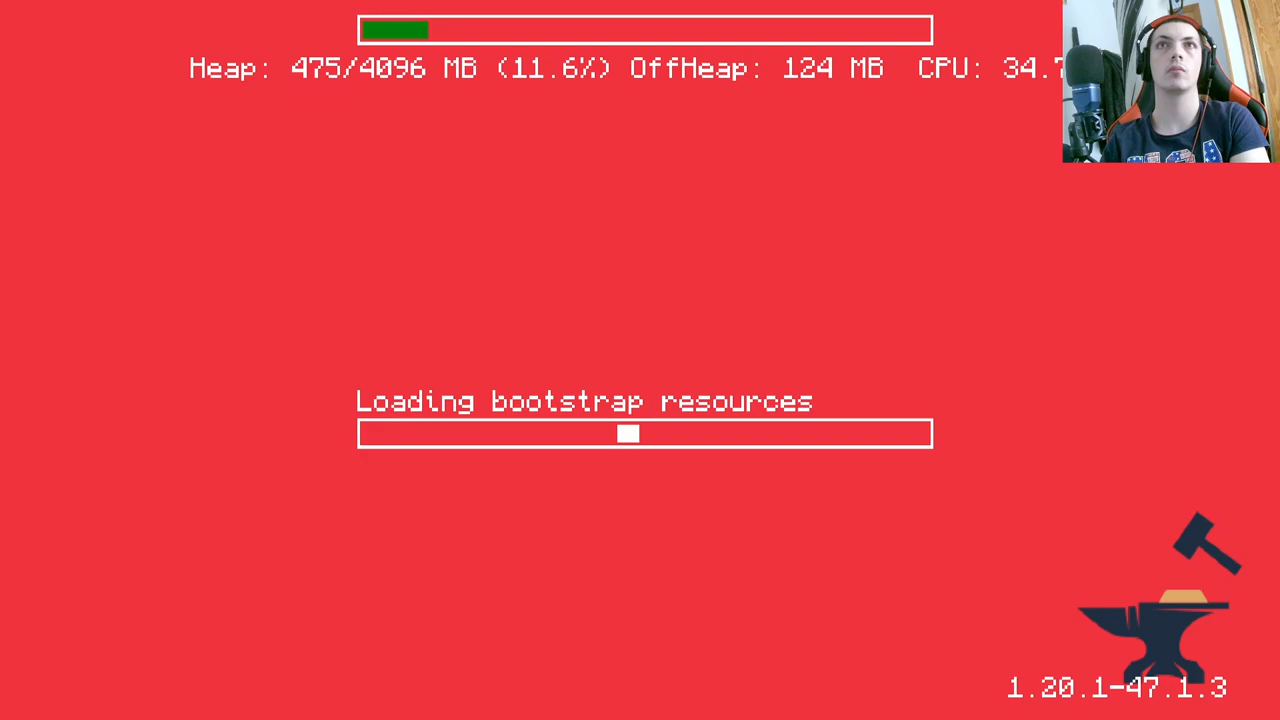 Heap: 475/4096 MB (11.6%) OffHeap: 124 MB CPU: 34.7
Loading bootstrap resources
1.20.1-47.1.3